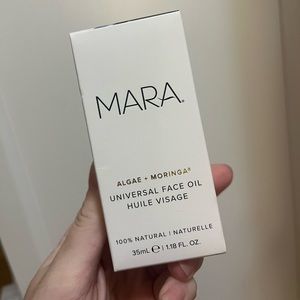 MARA®
ALGAE + MORINGA®
UNIVERSAL FACE OIL
HUILE VISAGE
100% NATURAL | NATURELLE
35mL ℮ | 1.18 FL. OZ.